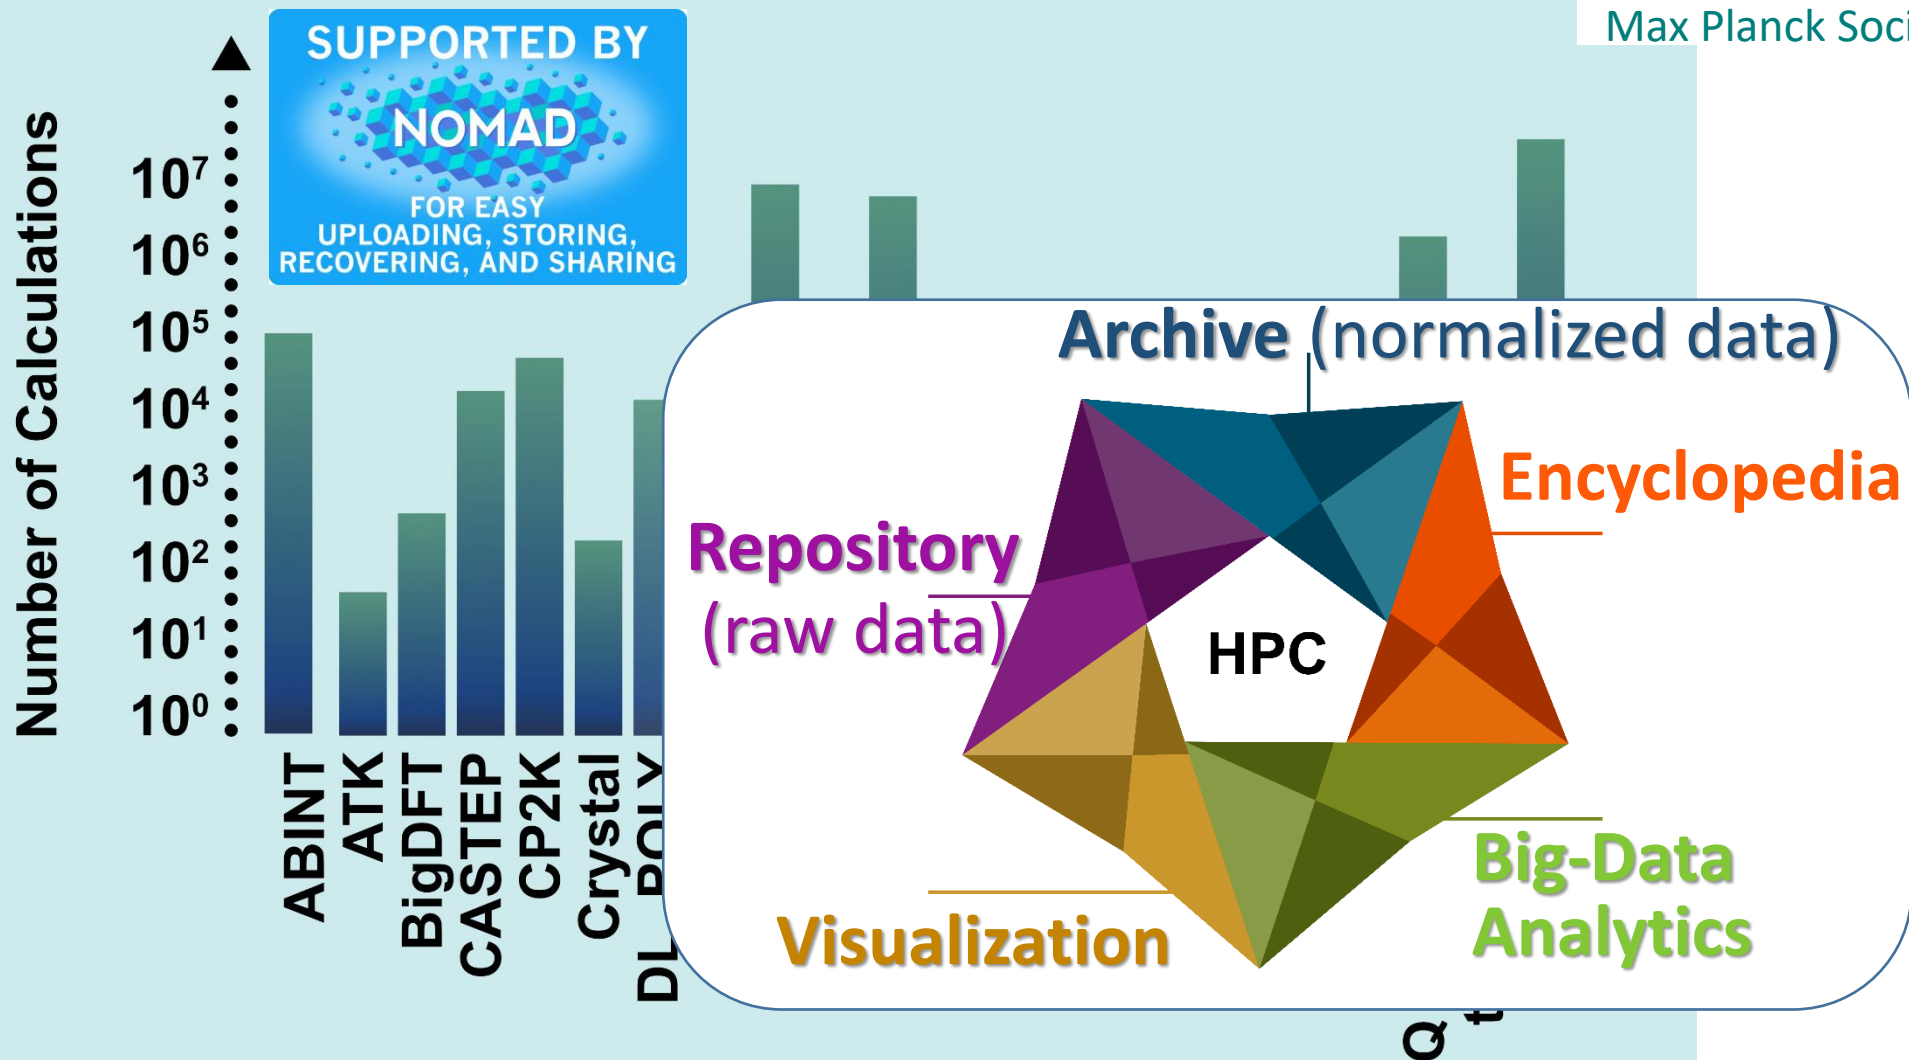 Max Planck Soci
SUPPORTED BY
NOMAD
FOR EASY
UPLOADING, STORING,
RECOVERING, AND SHARING
Number of Calculations
10⁷
10⁶
10⁵
10⁴
10³
10²
10¹
10⁰
ABINT
ATK
BigDFT
CASTEP
CP2K
Crystal
DL POLY
Archive (normalized data)
Encyclopedia
Repository
(raw data)
HPC
Big-Data
Analytics
Visualization
Q
t